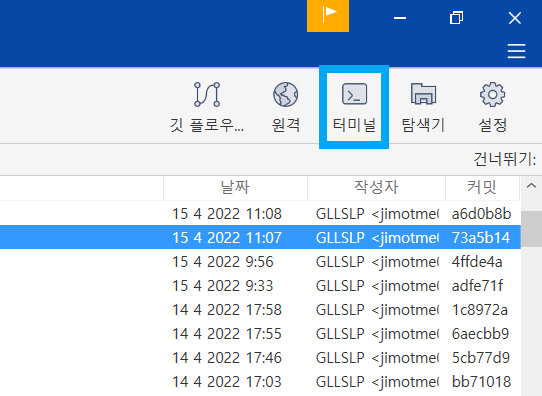 깃 플로우... 원격 터미널 탐색기 설정
건너뛰기:
날짜 작성자 커밋
15 4 2022 11:08 GLLSLP <jimotme a6d0b8b
15 4 2022 11:07 GLLSLP <jimotme 73a5b14
15 4 2022 9:56 GLLSLP <jimotme 4ffde4a
15 4 2022 9:33 GLLSLP <jimotme adfe71f
14 4 2022 17:58 GLLSLP <jimotme 1c8972a
14 4 2022 17:55 GLLSLP <jimotme 6aecbb9
14 4 2022 17:46 GLLSLP <jimotme 5cb77d9
14 4 2022 17:03 GLLSLP <jimotme bb71018